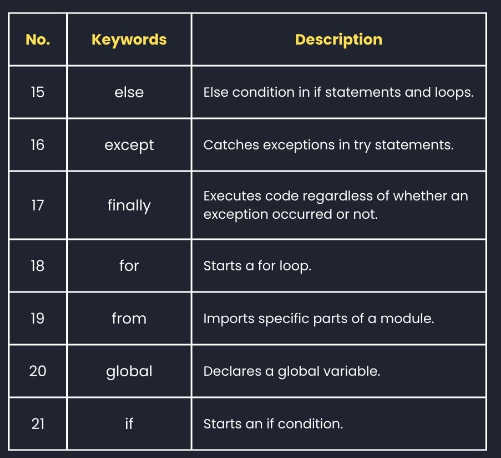 No. Keywords Description
15 else Else condition in if statements and loops.
16 except Catches exceptions in try statements.
17 finally Executes code regardless of whether an
exception occurred or not.
18 for Starts a for loop.
19 from Imports specific parts of a module.
20 global Declares a global variable.
21 if Starts an if condition.